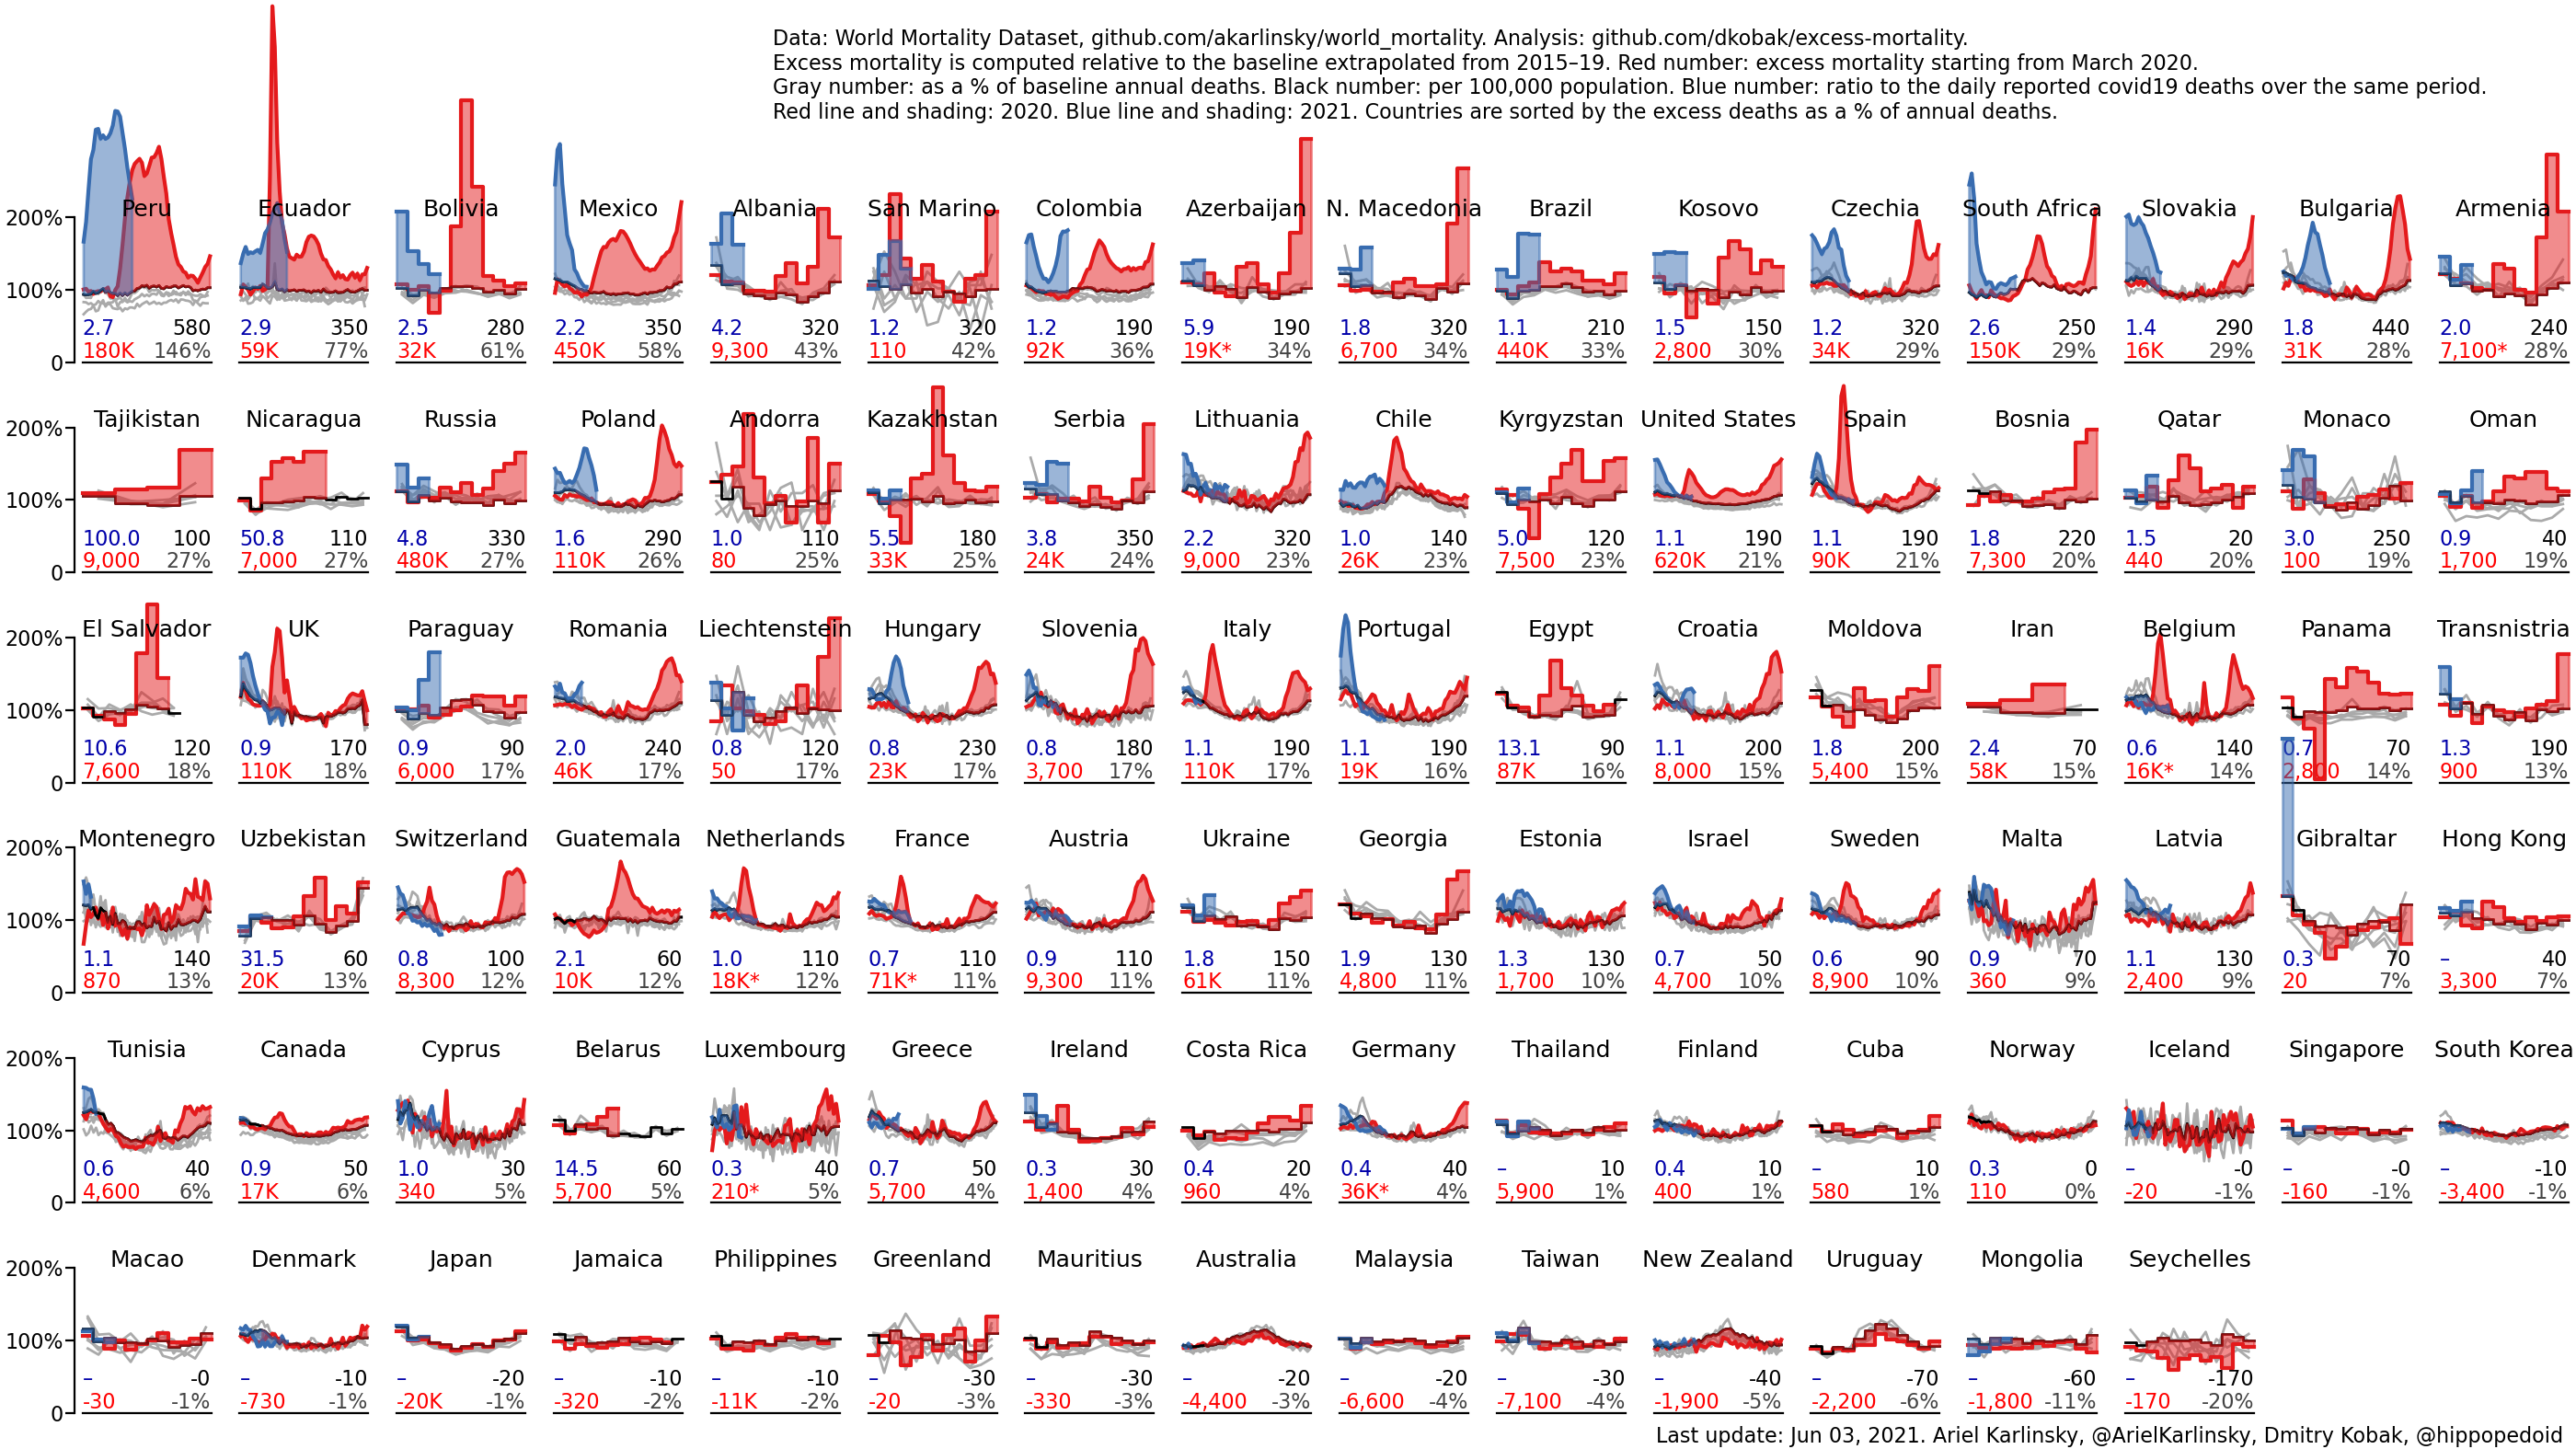 Data: World Mortality Dataset, github.com/akarlinsky/world_mortality. Analysis: github.com/dkobak/excess-mortality.
Excess mortality is computed relative to the baseline extrapolated from 2015–19. Red number: excess mortality starting from March 2020.
Gray number: as a % of baseline annual deaths. Black number: per 100,000 population. Blue number: ratio to the daily reported covid19 deaths over the same period.
Red line and shading: 2020. Blue line and shading: 2021. Countries are sorted by the excess deaths as a % of annual deaths.
200% Peru Ecuador Bolivia Mexico Albania San Marino Colombia Azerbaijan N. Macedonia Brazil Kosovo Czechia South Africa Slovakia Bulgaria Armenia
100%
2.7 580 2.9 350 2.5 280 2.2 350 4.2 320 1.2 320 1.2 190 5.9 190 1.8 320 1.1 210 1.5 150 1.2 320 2.6 250 1.4 290 1.8 440 2.0 240
0 180K 146% 59K 77% 32K 61% 450K 58% 9,300 43% 110 42% 92K 36% 19K* 34% 6,700 34% 440K 33% 2,800 30% 34K 29% 150K 29% 16K 29% 31K 28% 7,100* 28%
200% Tajikistan Nicaragua Russia Poland Andorra Kazakhstan Serbia Lithuania Chile Kyrgyzstan United States Spain Bosnia Qatar Monaco Oman
100%
100.0 100 50.8 110 4.8 330 1.6 290 1.0 110 5.5 180 3.8 350 2.2 320 1.0 140 5.0 120 1.1 190 1.1 190 1.8 220 1.5 20 3.0 250 0.9 40
0 9,000 27% 7,000 27% 480K 27% 110K 26% 80 25% 33K 25% 24K 24% 9,000 23% 26K 23% 7,500 23% 620K 21% 90K 21% 7,300 20% 440 20% 100 19% 1,700 19%
200% El Salvador UK Paraguay Romania Liechtenstein Hungary Slovenia Italy Portugal Egypt Croatia Moldova Iran Belgium Panama Transnistria
100%
10.6 120 0.9 170 0.9 90 2.0 240 0.8 120 0.8 230 0.8 180 1.1 190 1.1 190 13.1 90 1.1 200 1.8 200 2.4 70 0.6 140 0.7 70 1.3 190
0 7,600 18% 110K 18% 6,000 17% 46K 17% 50 17% 23K 17% 3,700 17% 110K 17% 19K 16% 87K 16% 8,000 15% 5,400 15% 58K 15% 16K* 14% 2,800 14% 900 13%
200% Montenegro Uzbekistan Switzerland Guatemala Netherlands France Austria Ukraine Georgia Estonia Israel Sweden Malta Latvia Gibraltar Hong Kong
100%
1.1 140 31.5 60 0.8 100 2.1 60 1.0 110 0.7 110 0.9 110 1.8 150 1.9 130 1.3 130 0.7 50 0.6 90 0.9 70 1.1 130 0.3 70 – 40
0 870 13% 20K 13% 8,300 12% 10K 12% 18K* 12% 71K* 11% 9,300 11% 61K 11% 4,800 11% 1,700 10% 4,700 10% 8,900 10% 360 9% 2,400 9% 20 7% 3,300 7%
200% Tunisia Canada Cyprus Belarus Luxembourg Greece Ireland Costa Rica Germany Thailand Finland Cuba Norway Iceland Singapore South Korea
100%
0.6 40 0.9 50 1.0 30 14.5 60 0.3 40 0.7 50 0.3 30 0.4 20 0.4 40 – 10 0.4 10 – 10 0.3 0 – -0 – -0 – -10
0 4,600 6% 17K 6% 340 5% 5,700 5% 210* 5% 5,700 4% 1,400 4% 960 4% 36K* 4% 5,900 1% 400 1% 580 1% 110 0% -20 -1% -160 -1% -3,400 -1%
200% Macao Denmark Japan Jamaica Philippines Greenland Mauritius Australia Malaysia Taiwan New Zealand Uruguay Mongolia Seychelles
100%
– -0 – -10 – -20 – -10 – -10 – -30 – -30 – -20 – -20 – -30 – -40 – -70 – -60 – -170
0 -30 -1% -730 -1% -20K -1% -320 -2% -11K -2% -20 -3% -330 -3% -4,400 -3% -6,600 -4% -7,100 -4% -1,900 -5% -2,200 -6% -1,800 -11% -170 -20%
Last update: Jun 03, 2021. Ariel Karlinsky, @ArielKarlinsky, Dmitry Kobak, @hippopedoid